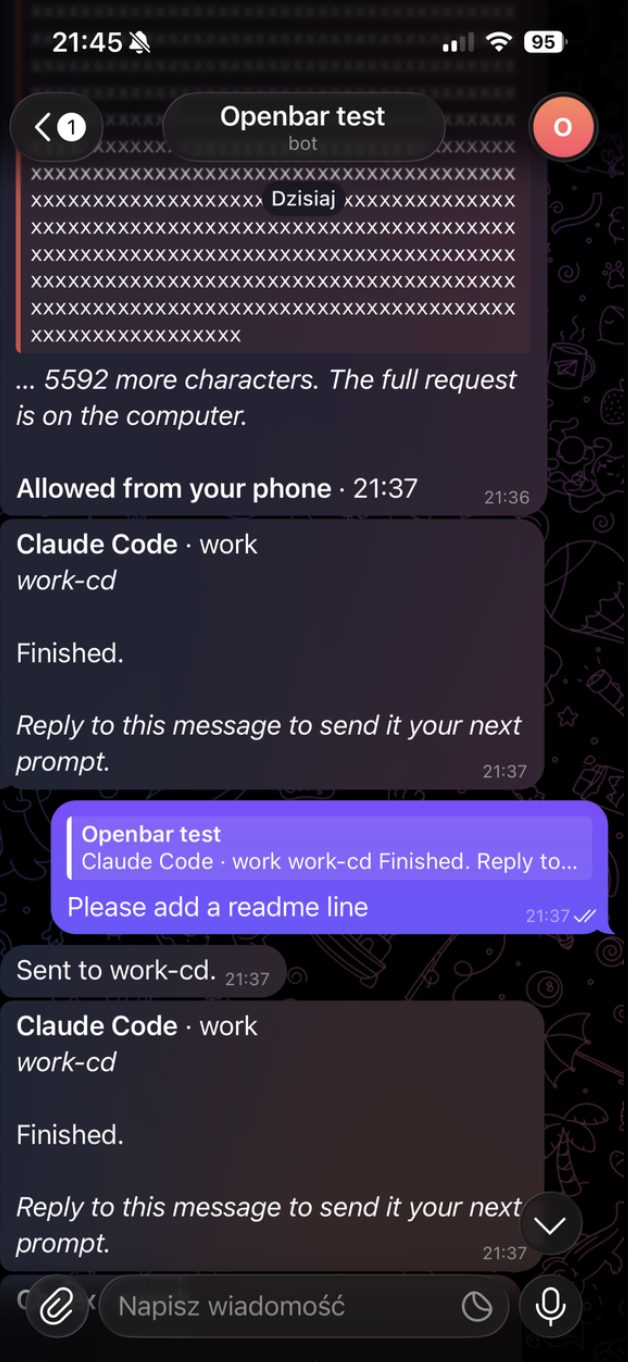 21:45
95
1
Openbar test
bot
O
xxxxxxxxxxxxxxxxxxxxxxxxxxxxxxxxxxxxxxxx
Dzisiaj
xxxxxxxxxxxxxxxxxxxxxxxxxxxxxxxxxxxxxxxx
xxxxxxxxxxxxxxxxxxxxxxxxxxxxxxxxxxxxxxxx
xxxxxxxxxxxxxxxxxxxxxxxxxxxxxxxxxxxxxxxx
xxxxxxxxxxxxxxxxxxxxxxxxxxxxxxxxxxxxxxxx
xxxxxxxxxxxxxxxxx
... 5592 more characters. The full request
is on the computer.
Allowed from your phone · 21:37
21:36
Claude Code · work
work-cd
Finished.
Reply to this message to send it your next
prompt.
21:37
Openbar test
Claude Code · work work-cd Finished. Reply to...
Please add a readme line
21:37
Sent to work-cd. 21:37
Claude Code · work
work-cd
Finished.
Reply to this message to send it your next
prompt.
21:37
Napisz wiadomość